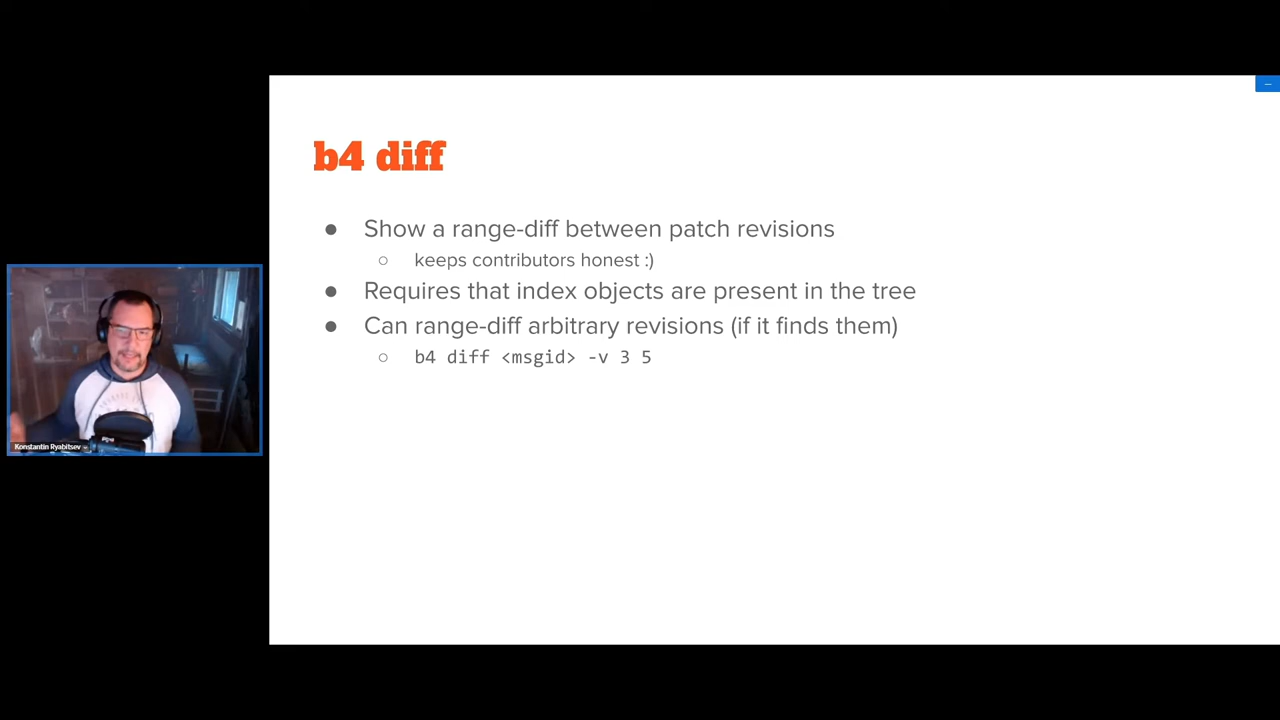 b4 diff
● Show a range-diff between patch revisions
○ keeps contributors honest :)
● Requires that index objects are present in the tree
● Can range-diff arbitrary revisions (if it finds them)
○ b4 diff <msgid> -v 3 5
Konstantin Ryabitsev